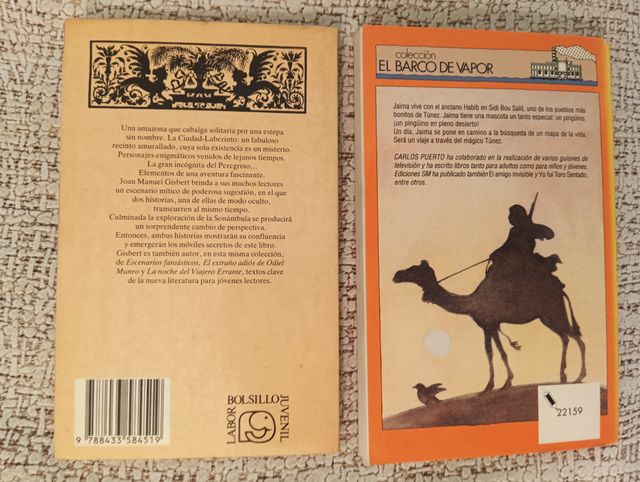 Una amazona que cabalga solitaria por una estepa
sin nombre. La Ciudad-Laberinto: un fabuloso
recinto amurallado, cuya sola existencia es un misterio.
Personajes enigmáticos venidos de lejanos tiempos.
La gran incógnita del Peregrino...
Elementos de una aventura fascinante.
Joan Manuel Gisbert brinda a sus muchos lectores
un escenario mítico de poderosa sugestión, en el que
dos historias, una de ellas de modo oculto,
transcurren al mismo tiempo.
Culminada la exploración de la Sonámbula se producirá
un sorprendente cambio de perspectiva.
Entonces, ambas historias mostrarán su confluencia
y emergerán los móviles secretos de este libro.
Gisbert es también autor, en esta misma colección,
de Escenarios fantásticos, El extraño adiós de Odiel
Munro y La noche del Viajero Errante, textos clave
de la nueva literatura para jóvenes lectores.
9 788433 584519
LABOR
BOLSILLO
JUVENIL
colección
EL BARCO DE VAPOR
Jaima vive con el anciano Habib en Sidi Bou Saïd, uno de los pueblos más
bonitos de Túnez. Jaima tiene una mascota un tanto especial: un pingüino,
¡un pingüino en pleno desierto!
Un día, Jaima se pone en camino a la búsqueda de un mapa de la vida.
Será un viaje a través del mágico Túnez.
CARLOS PUERTO ha colaborado en la realización de varios guiones de
televisión y ha escrito libros tanto para adultos como para niños y jóvenes.
Ediciones SM ha publicado también El amigo invisible y Yo fui Toro Sentado,
entre otros.
22159